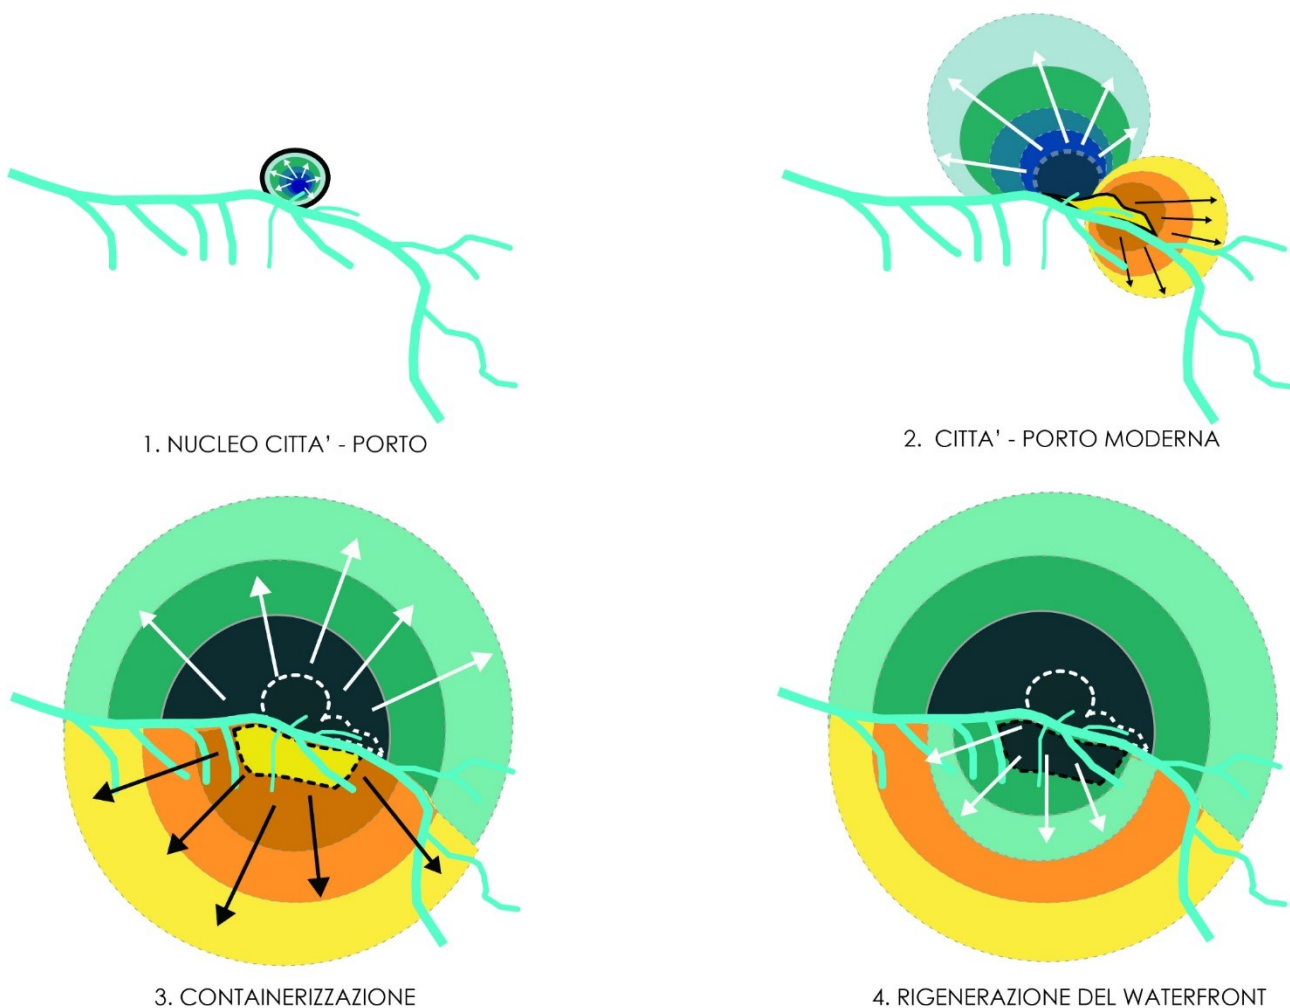 1. NUCLEO CITTA' - PORTO
2. CITTA' - PORTO MODERNA
3. CONTAINERIZZAZIONE
4. RIGENERAZIONE DEL WATERFRONT